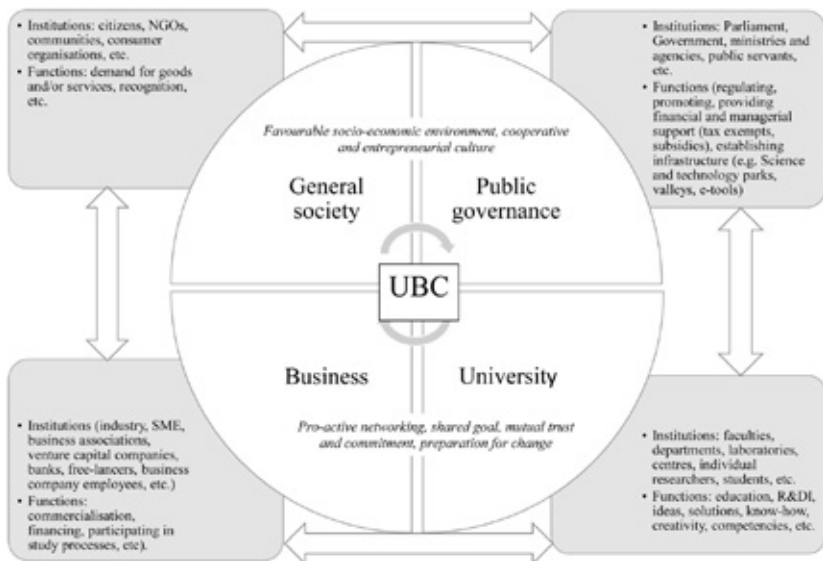 • Institutions: citizens, NGOs,
communities, consumer
organisations, etc.
• Functions: demand for goods
and/or services, recognition,
etc.
• Institutions: Parliament,
Government, ministries and
agencies, public servants,
etc.
• Functions (regulating,
promoting, providing
financial and managerial
support (tax exempts,
subsidies), establishing
infrastructure (e.g. Science
and technology parks,
valleys, e-tools)
Favourable socio-economic environment, cooperative
and entrepreneurial culture
General
society
Public
governance
UBC
Business
University
Pro-active networking, shared goal, mutual trust
and commitment, preparation for change
• Institutions (industry, SME,
business associations,
venture capital companies,
banks, free-lancers, business
company employees, etc.)
• Functions:
commercialisation,
financing, participating in
study processes, etc).
• Institutions: faculties,
departments, laboratories,
centres, individual
researchers, students, etc.
• Functions: education, R&DI,
ideas, solutions, know-how,
creativity, competencies, etc.